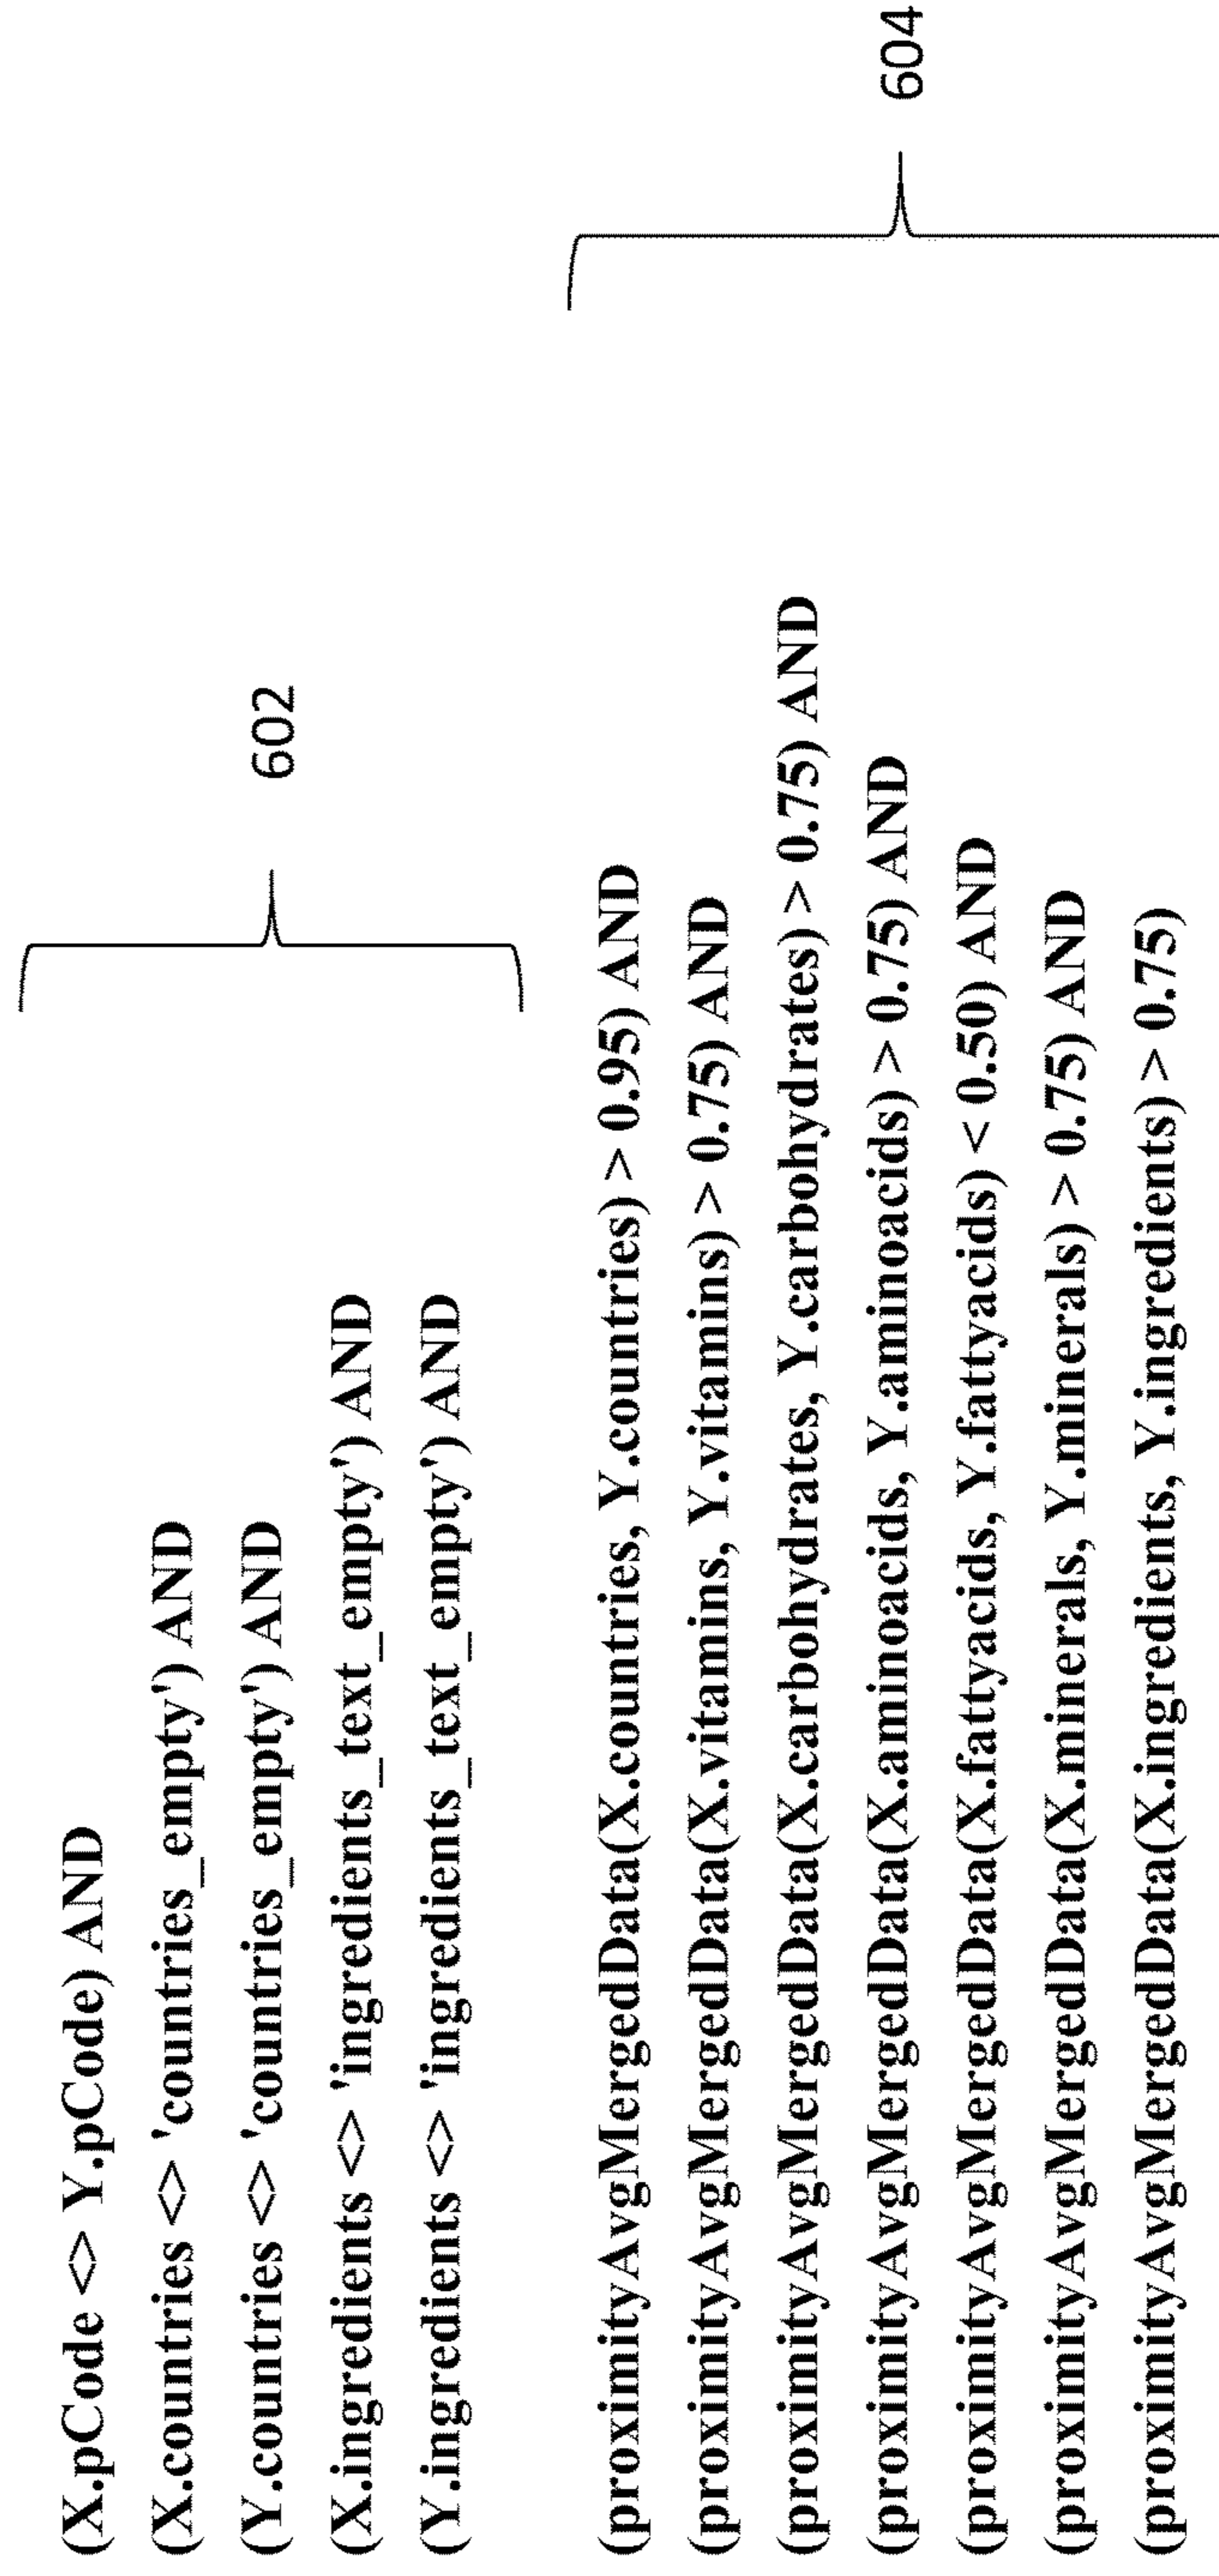 (X.pCode <> Y.pCode) AND
(X.countries <> 'countries_empty') AND
(Y.countries <> 'countries_empty') AND
(X.ingredients <> 'ingredients_text_empty') AND
(Y.ingredients <> 'ingredients_text_empty') AND
602
(proximityAvgMergedData(X.countries, Y.countries) > 0.95) AND
(proximityAvgMergedData(X.vitamins, Y.vitamins) > 0.75) AND
(proximityAvgMergedData(X.carbohydrates, Y.carbohydrates) > 0.75) AND
(proximityAvgMergedData(X.aminoacids, Y.aminoacids) > 0.75) AND
(proximityAvgMergedData(X.fattyacids, Y.fattyacids) < 0.50) AND
(proximityAvgMergedData(X.minerals, Y.minerals) > 0.75) AND
(proximityAvgMergedData(X.ingredients, Y.ingredients) > 0.75)
604